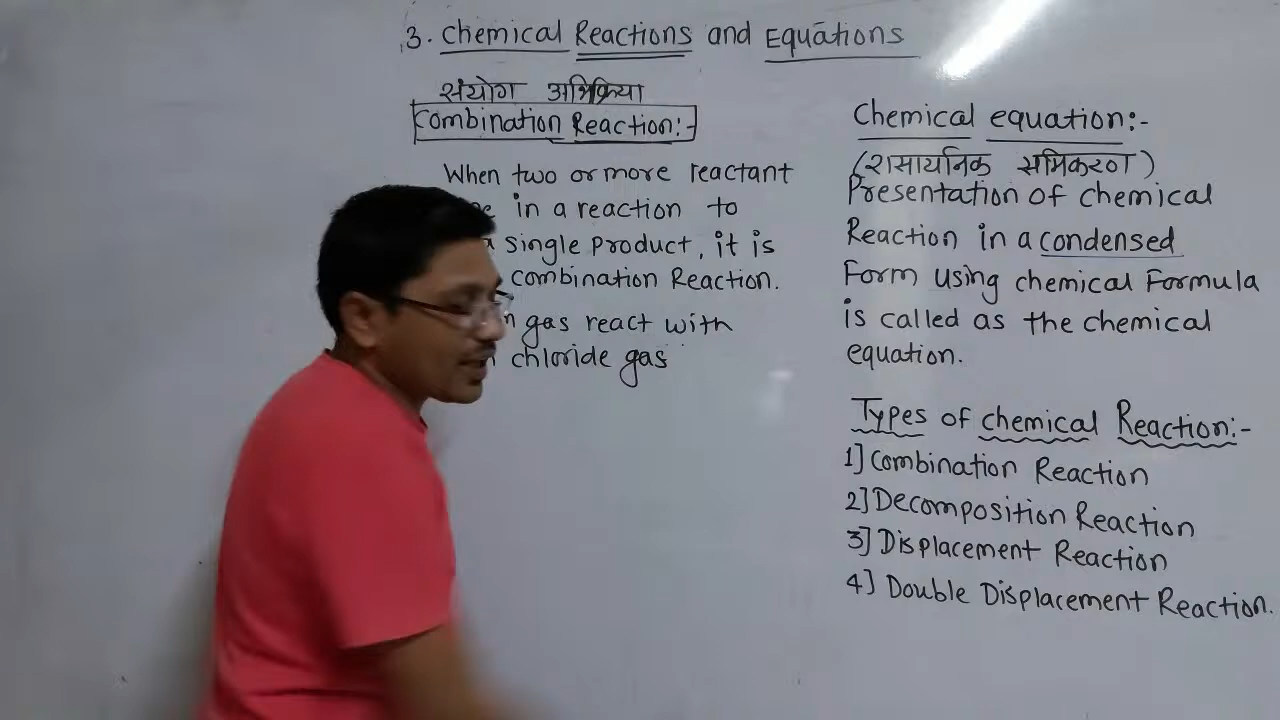 3. Chemical Reactions and Equations
संयोग अभिक्रिया
Combination Reaction:-
When two or more reactant
in a reaction to
single product, it is
combination Reaction.
gas react with
chloride gas
Chemical equation:-
(रासायनिक समिकरण)
Presentation of chemical
Reaction in a condensed
Form using chemical Formula
is called as the chemical
equation.
Types of chemical Reaction:-
1] Combination Reaction
2] Decomposition Reaction
3] Displacement Reaction
4] Double Displacement Reaction.